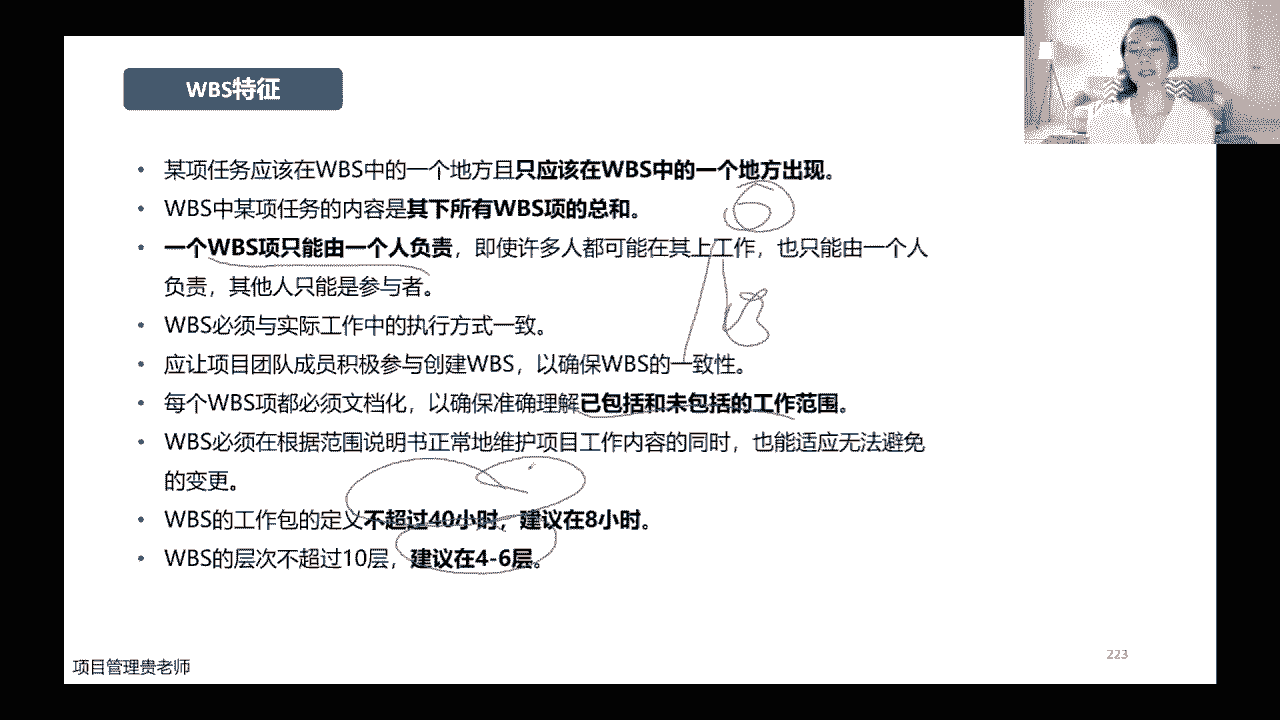 WBS特征
• 某项任务应该在WBS中的一个地方且只应该在WBS中的一个地方出现。
• WBS中某项任务的内容是其下所有WBS项的总和。
• 一个WBS项只能由一个人负责，即使许多人都可能在其上工作，也只能由一个人
负责，其他人只能是参与者。
• WBS必须与实际工作中的执行方式一致。
• 应让项目团队成员积极参与创建WBS，以确保WBS的一致性。
• 每个WBS项都必须文档化，以确保准确理解已包括和未包括的工作范围。
• WBS必须在根据范围说明书正常地维护项目工作内容的同时，也能适应无法避免
的变更。
• WBS的工作包的定义不超过40小时，建议在8小时。
• WBS的层次不超过10层，建议在4-6层。
223
项目管理贵老师